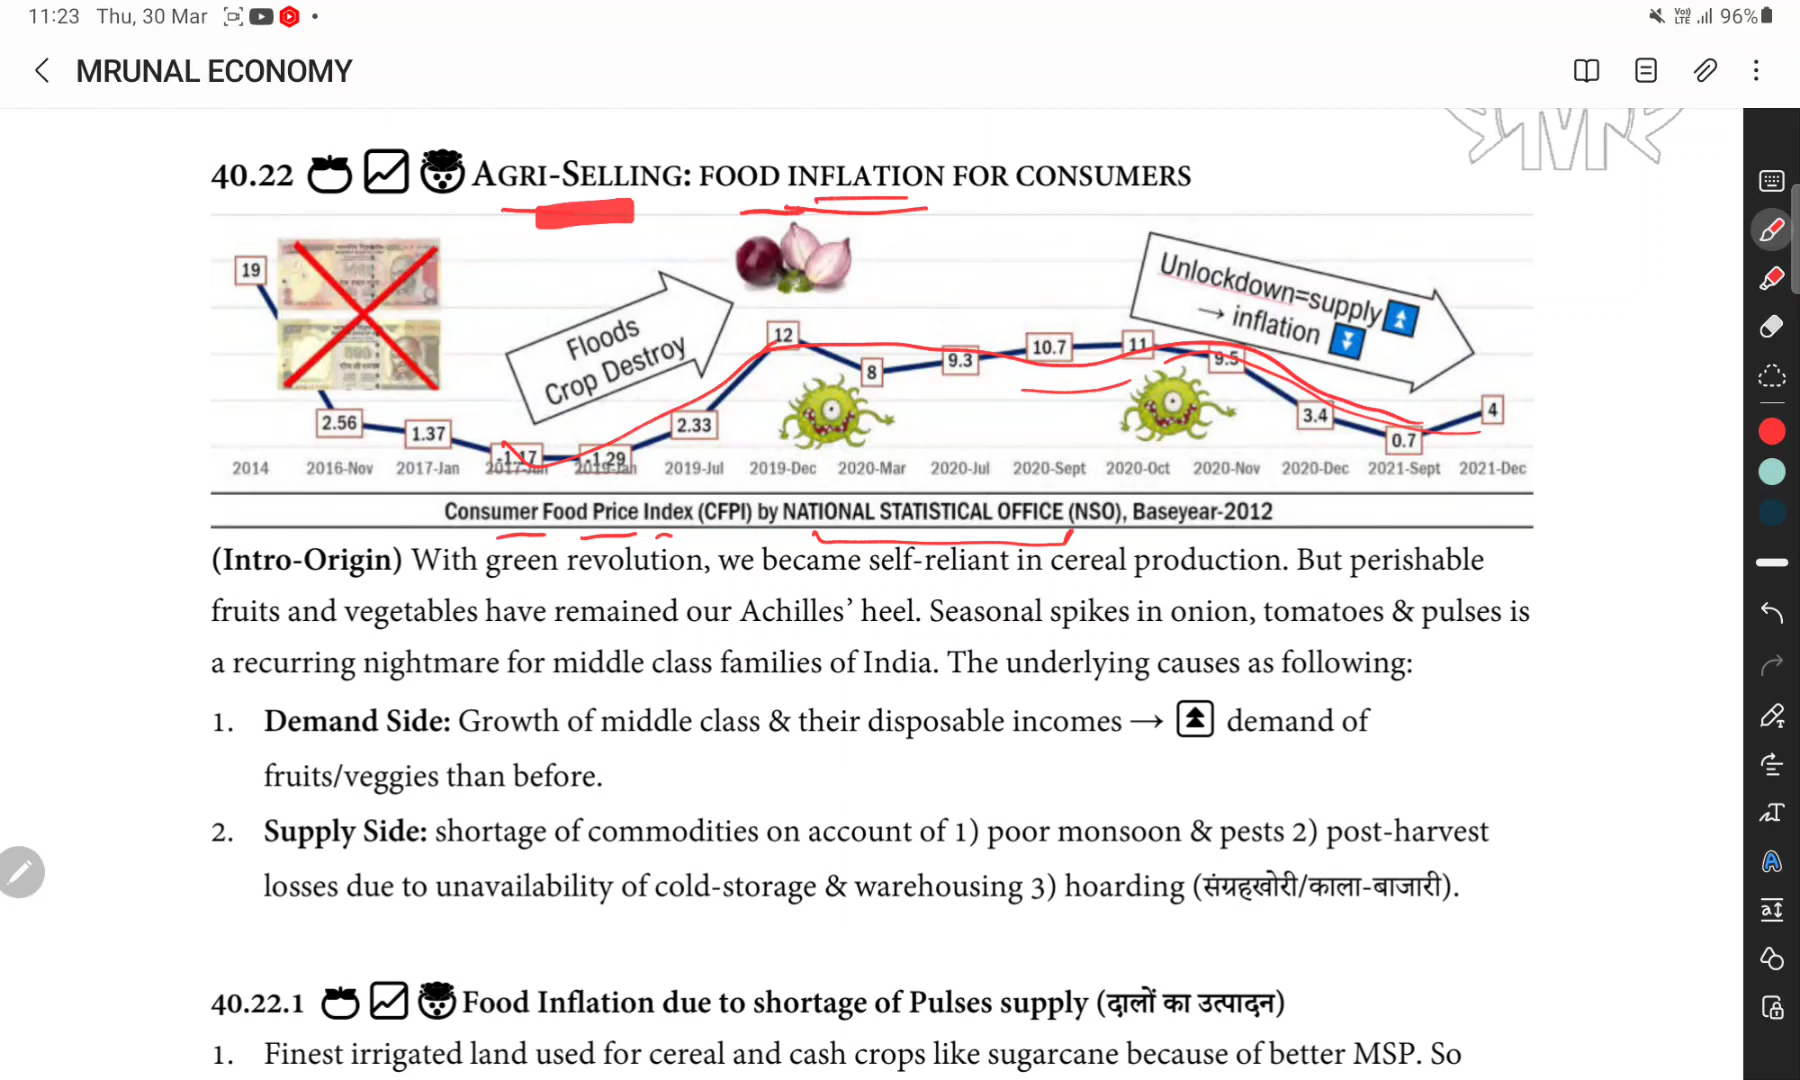 11:23 Thu, 30 Mar
96%
MRUNAL ECONOMY
40.22 AGRI-SELLING: FOOD INFLATION FOR CONSUMERS
19
Floods
Crop Destroy
Unlockdown=supply
→ inflation
2.56
1.37
-1.17
-1.29
2.33
12
8
9.3
10.7
11
9.5
3.4
0.7
4
2014 2016-Nov 2017-Jan 2017-Jun 2019-Jan 2019-Jul 2019-Dec 2020-Mar 2020-Jul 2020-Sept 2020-Oct 2020-Nov 2020-Dec 2021-Sept 2021-Dec
Consumer Food Price Index (CFPI) by NATIONAL STATISTICAL OFFICE (NSO), Baseyear-2012
(Intro-Origin) With green revolution, we became self-reliant in cereal production. But perishable
fruits and vegetables have remained our Achilles’ heel. Seasonal spikes in onion, tomatoes & pulses is
a recurring nightmare for middle class families of India. The underlying causes as following:
1. Demand Side: Growth of middle class & their disposable incomes → demand of
fruits/veggies than before.
2. Supply Side: shortage of commodities on account of 1) poor monsoon & pests 2) post-harvest
losses due to unavailability of cold-storage & warehousing 3) hoarding (संग्रहखोरी/काला-बाजारी).
40.22.1 Food Inflation due to shortage of Pulses supply (दालों का उत्पादन)
1. Finest irrigated land used for cereal and cash crops like sugarcane because of better MSP. So